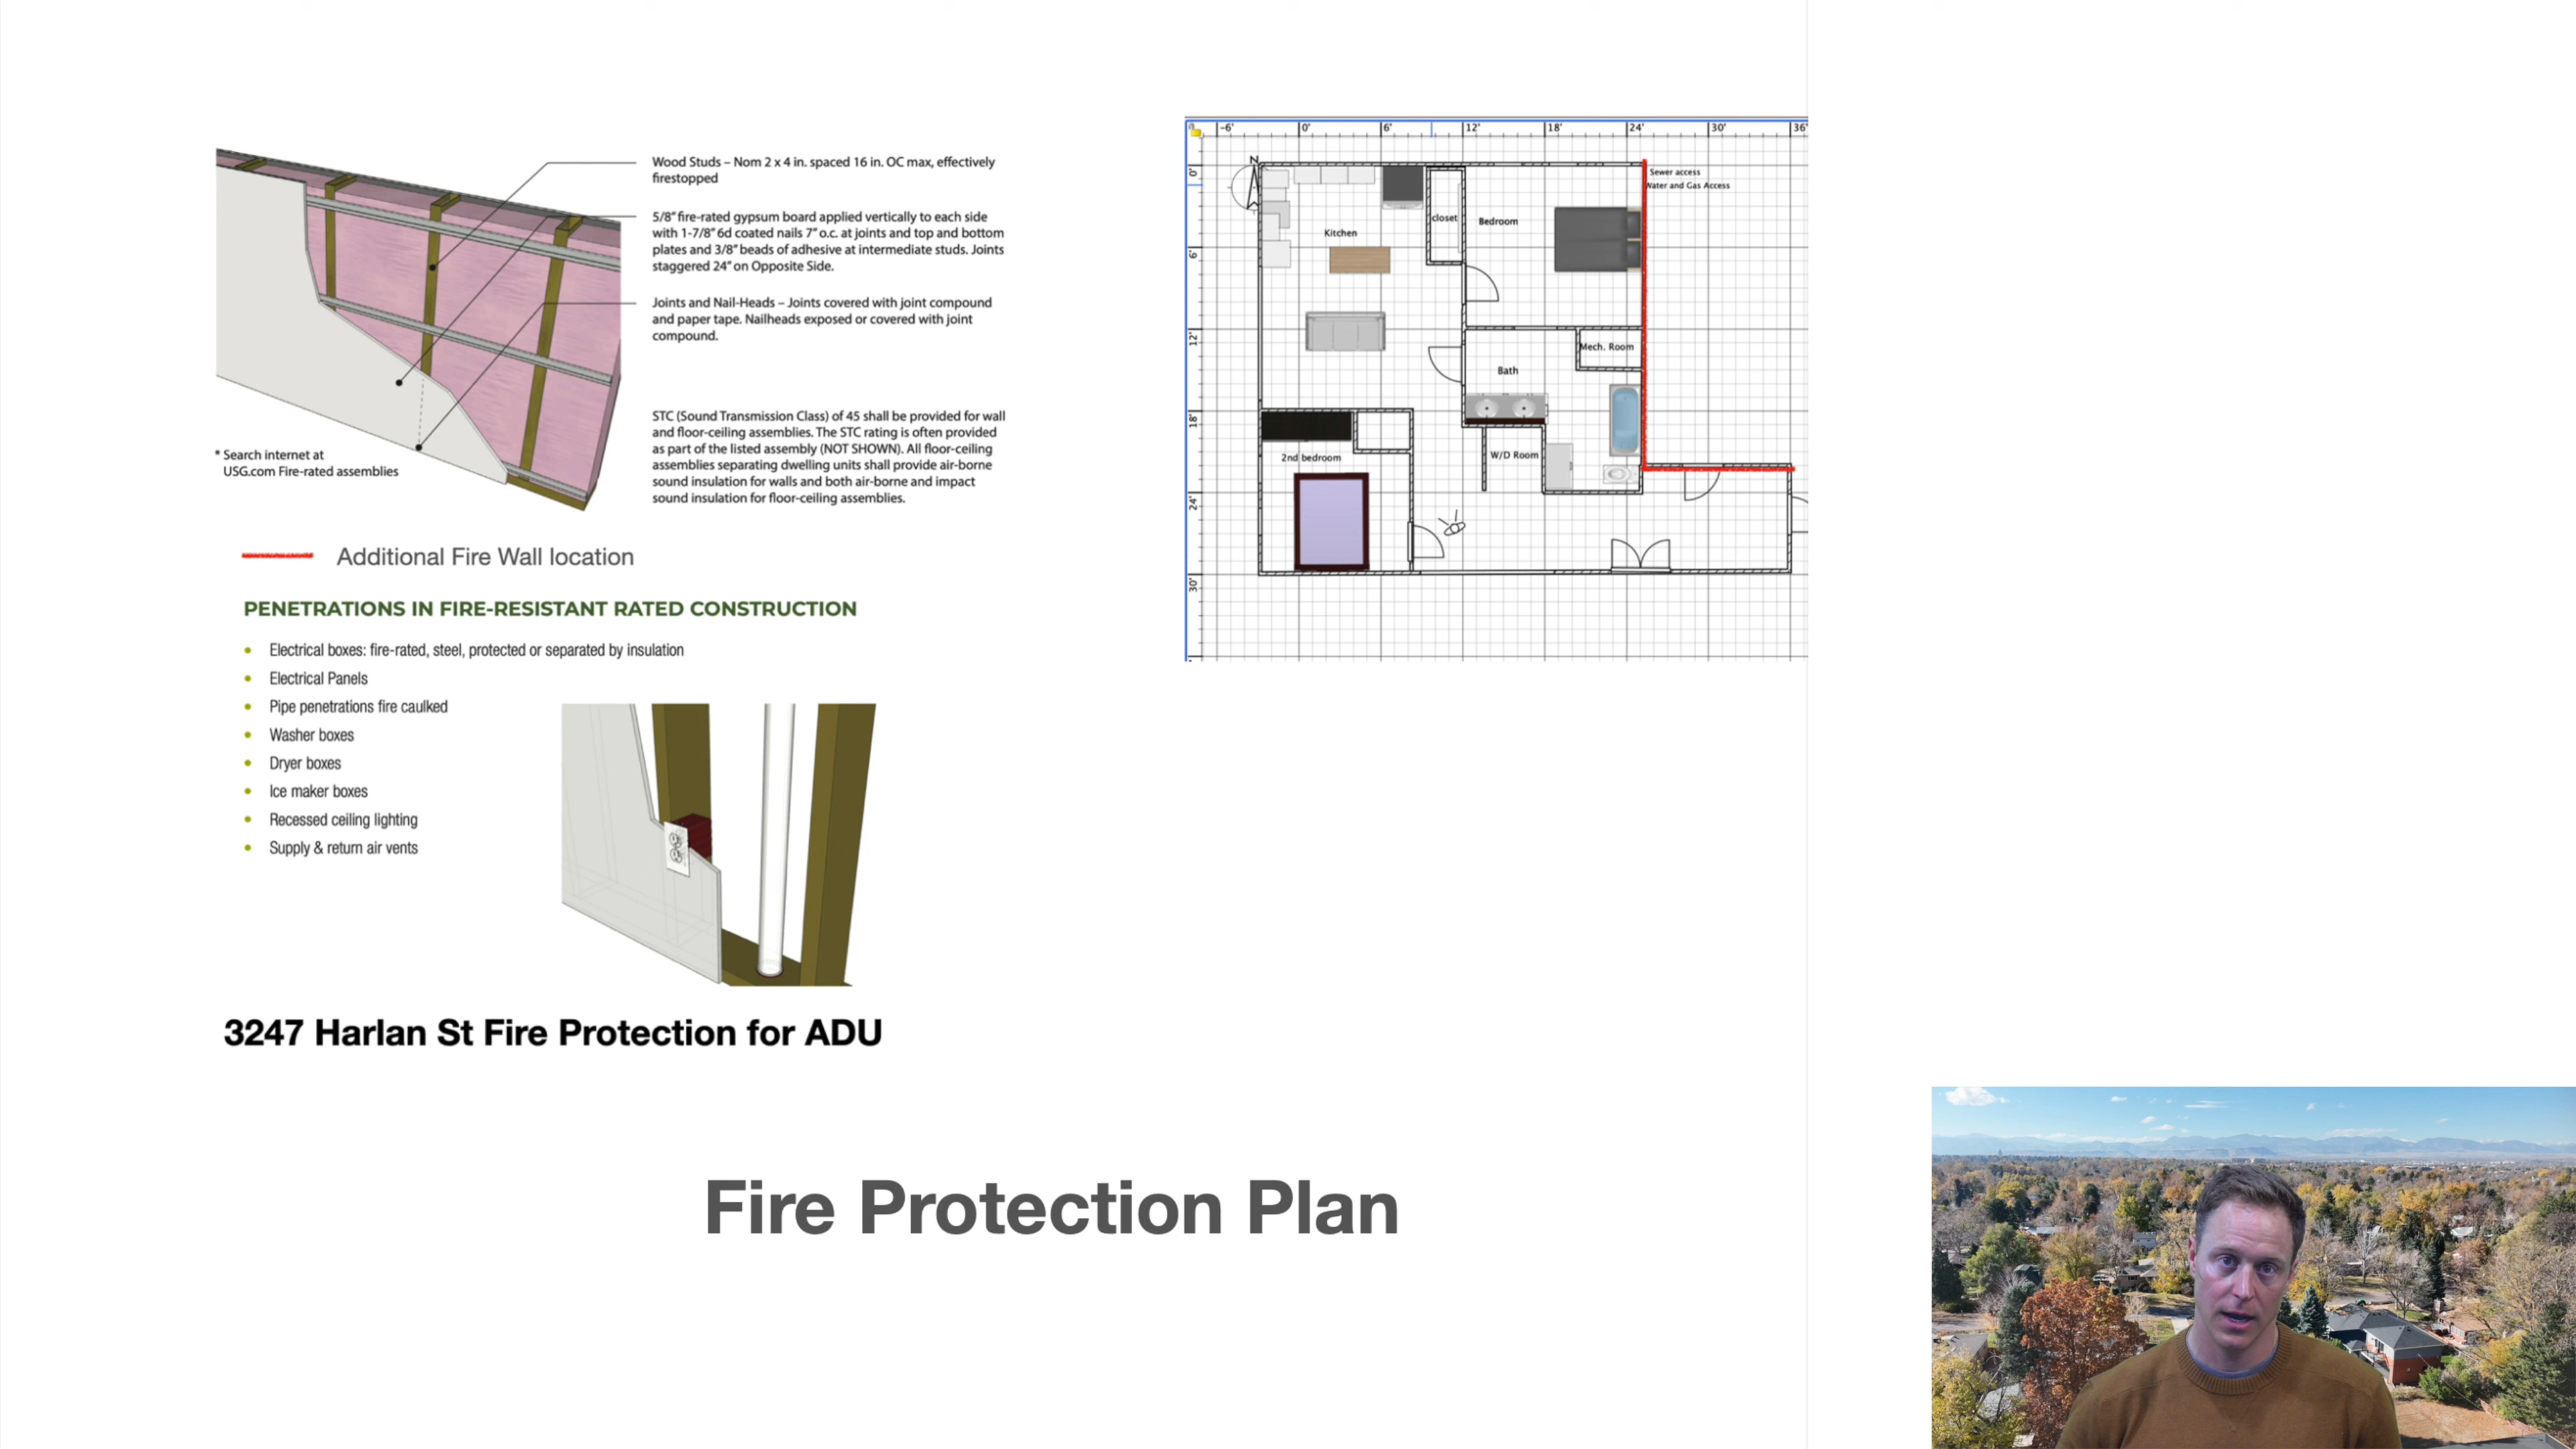 Wood Studs – Nom 2 x 4 in. spaced 16 in. OC max, effectively
firestopped
5/8" fire-rated gypsum board applied vertically to each side
with 1-7/8" 6d coated nails 7" o.c. at joints and top and bottom
plates and 3/8" beads of adhesive at intermediate studs. Joints
staggered 24" on Opposite Side.
Joints and Nail-Heads – Joints covered with joint compound
and paper tape. Nailheads exposed or covered with joint
compound.
STC (Sound Transmission Class) of 45 shall be provided for wall
and floor-ceiling assemblies. The STC rating is often provided
as part of the listed assembly (NOT SHOWN). All floor-ceiling
assemblies separating dwelling units shall provide air-borne
sound insulation for walls and both air-borne and impact
sound insulation for floor-ceiling assemblies.
* Search internet at
USG.com Fire-rated assemblies
Additional Fire Wall location
PENETRATIONS IN FIRE-RESISTANT RATED CONSTRUCTION
• Electrical boxes: fire-rated, steel, protected or separated by insulation
• Electrical Panels
• Pipe penetrations fire caulked
• Washer boxes
• Dryer boxes
• Ice maker boxes
• Recessed ceiling lighting
• Supply & return air vents
3247 Harlan St Fire Protection for ADU
-6' 0' 6' 12' 18' 24' 30' 36'
0'
6'
12'
18'
24'
30'
N
Sewer access
Water and Gas Access
closet
Bedroom
Kitchen
Mech. Room
Bath
2nd bedroom
W/D Room
Fire Protection Plan